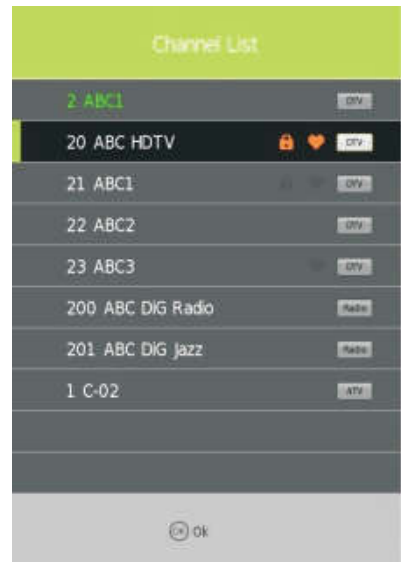 Channel List
2 ABC1 DTV
20 ABC HDTV DTV
21 ABC1 DTV
22 ABC2 DTV
23 ABC3 DTV
200 ABC DiG Radio Radio
201 ABC DiG Jazz Radio
1 C-02 ATV
OK Ok